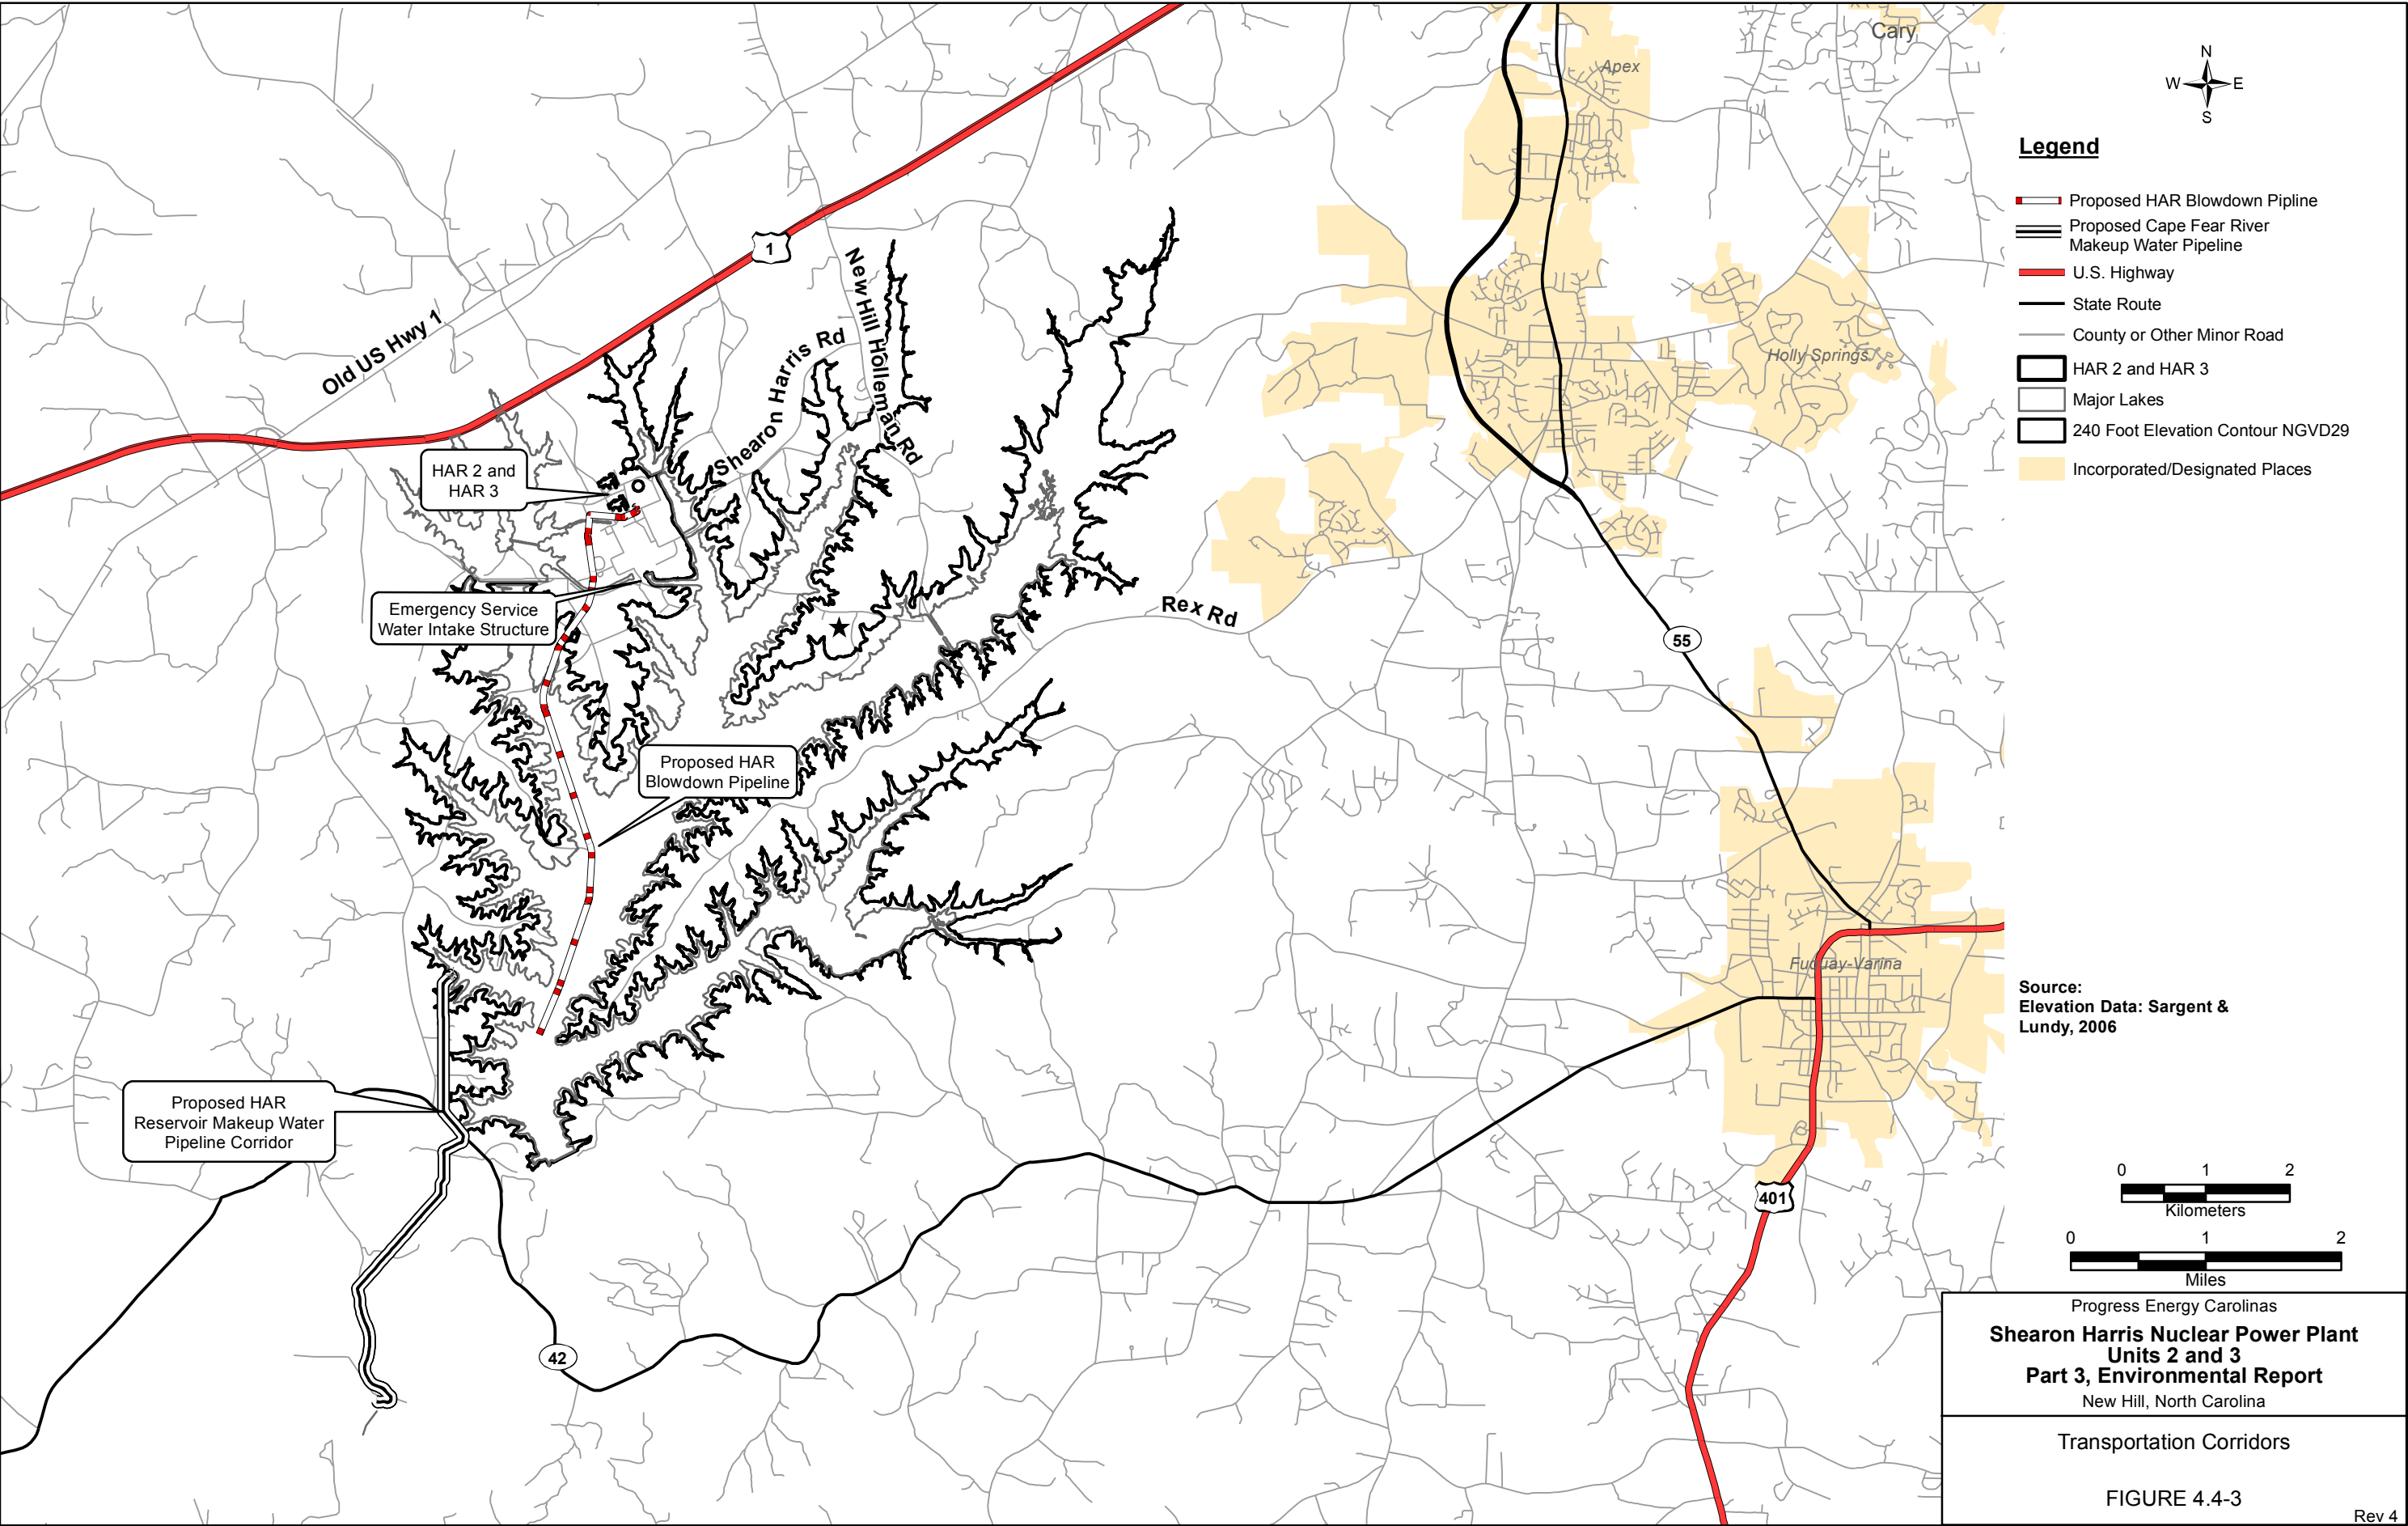 Cary
Apex
N
W E
S
Legend
Proposed HAR Blowdown Pipline
Proposed Cape Fear River
Makeup Water Pipeline
U.S. Highway
State Route
County or Other Minor Road
HAR 2 and HAR 3
Major Lakes
240 Foot Elevation Contour NGVD29
Incorporated/Designated Places
1
New Hill Holleman Rd
Old US Hwy 1
Shearon Harris Rd
Holly Springs
HAR 2 and
HAR 3
Emergency Service
Water Intake Structure
Rex Rd
55
Proposed HAR
Blowdown Pipeline
Fuquay-Varina
Source:
Elevation Data: Sargent &
Lundy, 2006
Proposed HAR
Reservoir Makeup Water
Pipeline Corridor
401
42
0 1 2
Kilometers
0 1 2
Miles
Progress Energy Carolinas
Shearon Harris Nuclear Power Plant
Units 2 and 3
Part 3, Environmental Report
New Hill, North Carolina
Transportation Corridors
FIGURE 4.4-3
Rev 4